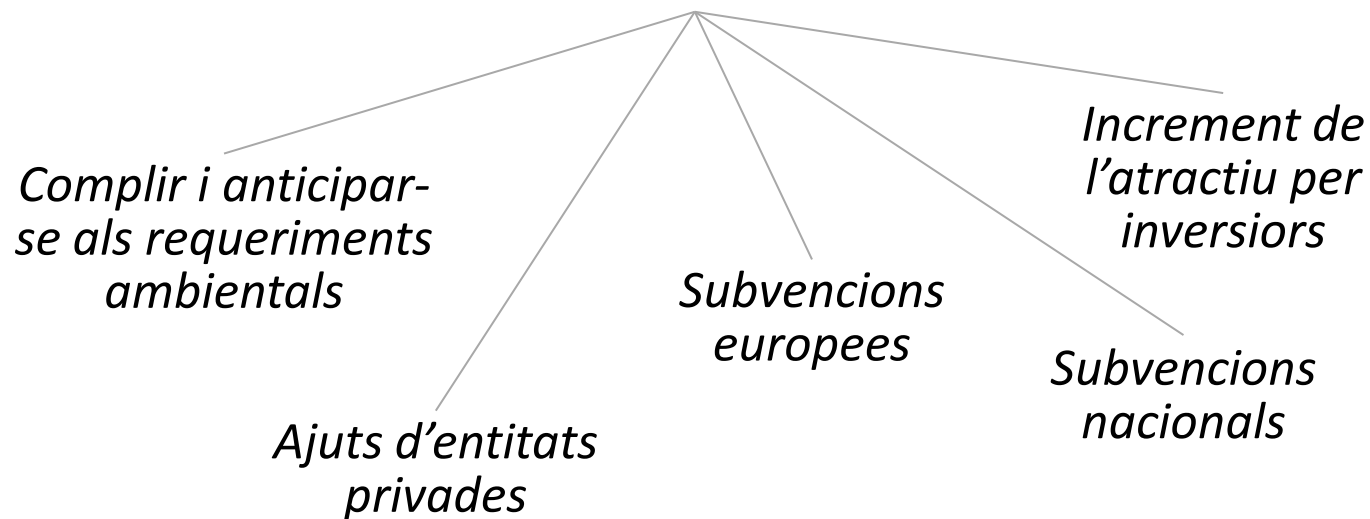 Complir i anticipar-
se als requeriments
ambientals
Ajuts d’entitats
privades
Subvencions
europees
Subvencions
nacionals
Increment de
l’atractiu per
inversiors